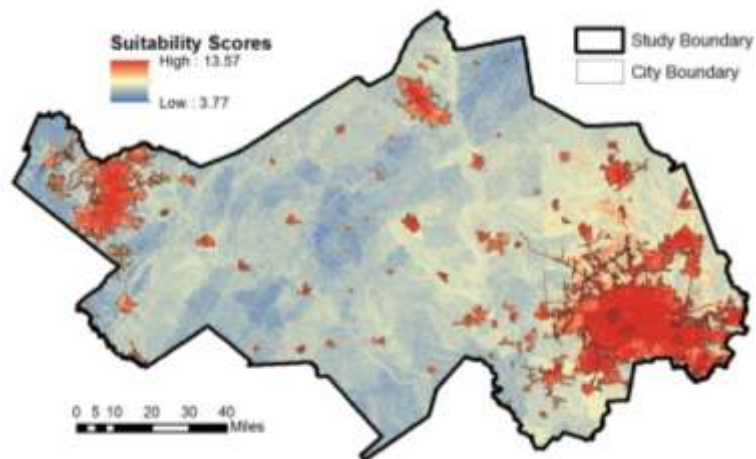 Suitability Scores
High : 13.57
Low : 3.77
Study Boundary
City Boundary
0 5 10 20 30 40
Miles